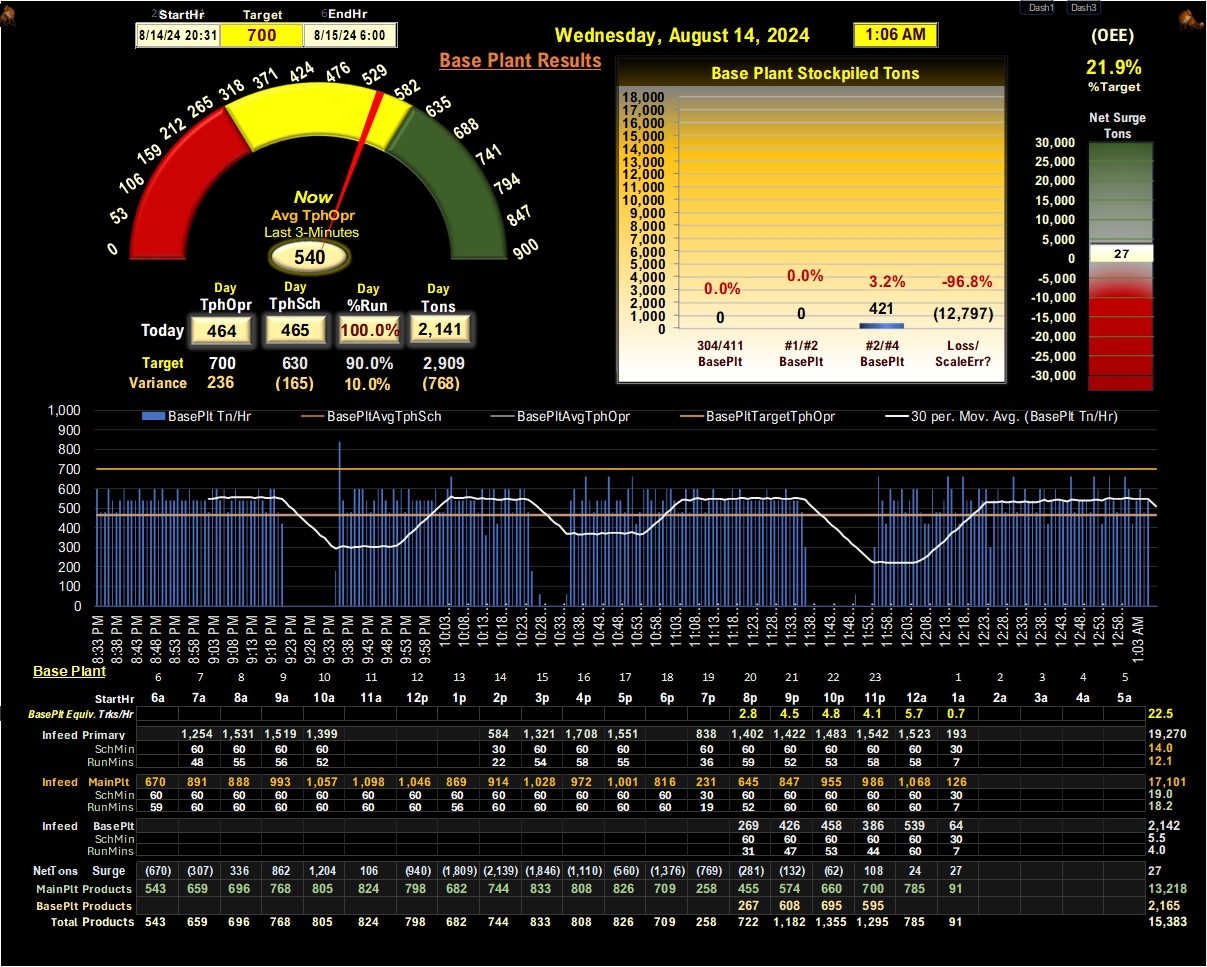 Dash1 Dash3
StartHr Target EndHr
8/14/24 20:31 700 8/15/24 6:00
Wednesday, August 14, 2024 1:06 AM
(OEE)
21.9%
%Target
Base Plant Results
0 53 106 159 212 265 318 371 424 476 529 582 635 688 741 794 847 900
Now
Avg TphOpr
Last 3-Minutes
540
Day Day Day Day
TphOpr TphSch %Run Tons
Today 464 465 100.0% 2,141
Target 700 630 90.0% 2,909
Variance 236 (165) 10.0% (768)
Base Plant Stockpiled Tons
18,000
17,000
16,000
15,000
14,000
13,000
12,000
11,000
10,000
9,000
8,000
7,000
6,000
5,000
4,000
3,000
2,000
1,000
0
0.0% 0.0% 3.2% -96.8%
0 0 421 (12,797)
304/411 #1/#2 #2/#4 Loss/
BasePlt BasePlt BasePlt ScaleErr?
Net Surge
Tons
30,000
25,000
20,000
15,000
10,000
5,000
0
-5,000
-10,000
-15,000
-20,000
-25,000
-30,000
27
BasePlt Tn/Hr BasePltAvgTphSch BasePltAvgTphOpr BasePltTargetTphOpr 30 per. Mov. Avg. (BasePlt Tn/Hr)
1,000
900
800
700
600
500
400
300
200
100
0
8:33 PM 8:38 PM 8:43 PM 8:48 PM 8:53 PM 8:58 PM 9:03 PM 9:08 PM 9:13 PM 9:18 PM 9:23 PM 9:28 PM 9:33 PM 9:38 PM 9:43 PM 9:48 PM 9:53 PM 9:58 PM 10:03… 10:08… 10:13… 10:18… 10:23… 10:28… 10:33… 10:38… 10:43… 10:48… 10:53… 10:58… 11:03… 11:08… 11:13… 11:18… 11:23… 11:28… 11:33… 11:38… 11:43… 11:48… 11:53… 11:58… 12:03… 12:08… 12:13… 12:18… 12:23… 12:28… 12:33… 12:38… 12:43… 12:48… 12:53… 12:58… 1:03 AM
Base Plant
6 7 8 9 10 11 12 13 14 15 16 17 18 19 20 21 22 23 1 2 3 4 5
StartHr 6a 7a 8a 9a 10a 11a 12p 1p 2p 3p 4p 5p 6p 7p 8p 9p 10p 11p 12a 1a 2a 3a 4a 5a
BasePlt Equiv. Trks/Hr 2.8 4.5 4.8 4.1 5.7 0.7 22.5
Infeed Primary 1,254 1,531 1,519 1,399 584 1,321 1,708 1,551 838 1,402 1,422 1,483 1,542 1,523 193 19,270
SchMin 60 60 60 60 30 60 60 60 60 60 60 60 60 60 30 14.0
RunMins 48 55 56 52 22 54 58 55 36 59 52 53 58 58 7 12.1
Infeed MainPlt 670 891 888 993 1,057 1,098 1,046 869 914 1,028 972 1,001 816 231 645 847 955 986 1,068 126 17,101
SchMin 60 60 60 60 60 60 60 60 60 60 60 60 60 30 60 60 60 60 60 30 19.0
RunMins 59 60 60 60 60 60 60 56 60 60 60 60 60 19 52 60 60 60 60 7 18.2
Infeed BasePlt 269 426 458 386 539 64 2,142
SchMin 60 60 60 60 60 30 5.5
RunMins 31 47 53 44 60 7 4.0
NetTons Surge (670) (307) 336 862 1,204 106 (940) (1,809) (2,139) (1,846) (1,110) (560) (1,376) (769) (281) (132) (62) 108 24 27 27
MainPlt Products 543 659 696 768 805 824 798 682 744 833 808 826 709 258 455 574 660 700 785 91 13,218
BasePlt Products 267 608 695 595 2,165
Total Products 543 659 696 768 805 824 798 682 744 833 808 826 709 258 722 1,182 1,355 1,295 785 91 15,383